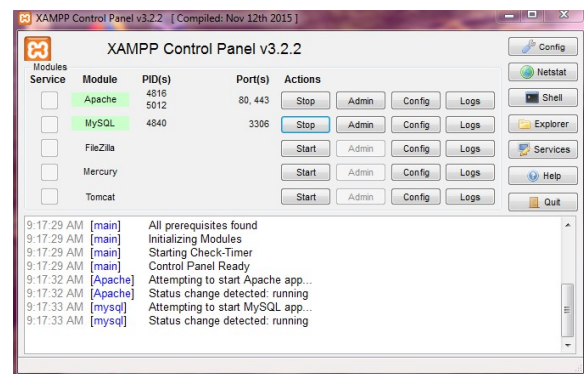 XAMPP Control Panel v3.2.2 [ Compiled: Nov 12th 2015 ]
XAMPP Control Panel v3.2.2
Config
Modules
Service Module PID(s) Port(s) Actions
Netstat
Apache 4816 5012 80, 443 Stop Admin Config Logs
Shell
MySQL 4840 3306 Stop Admin Config Logs
Explorer
FileZilla Start Admin Config Logs
Services
Mercury Start Admin Config Logs
Help
Tomcat Start Admin Config Logs
Quit
9:17:29 AM [main] All prerequisites found
9:17:29 AM [main] Initializing Modules
9:17:29 AM [main] Starting Check-Timer
9:17:29 AM [main] Control Panel Ready
9:17:32 AM [Apache] Attempting to start Apache app...
9:17:32 AM [Apache] Status change detected: running
9:17:33 AM [mysql] Attempting to start MySQL app...
9:17:33 AM [mysql] Status change detected: running